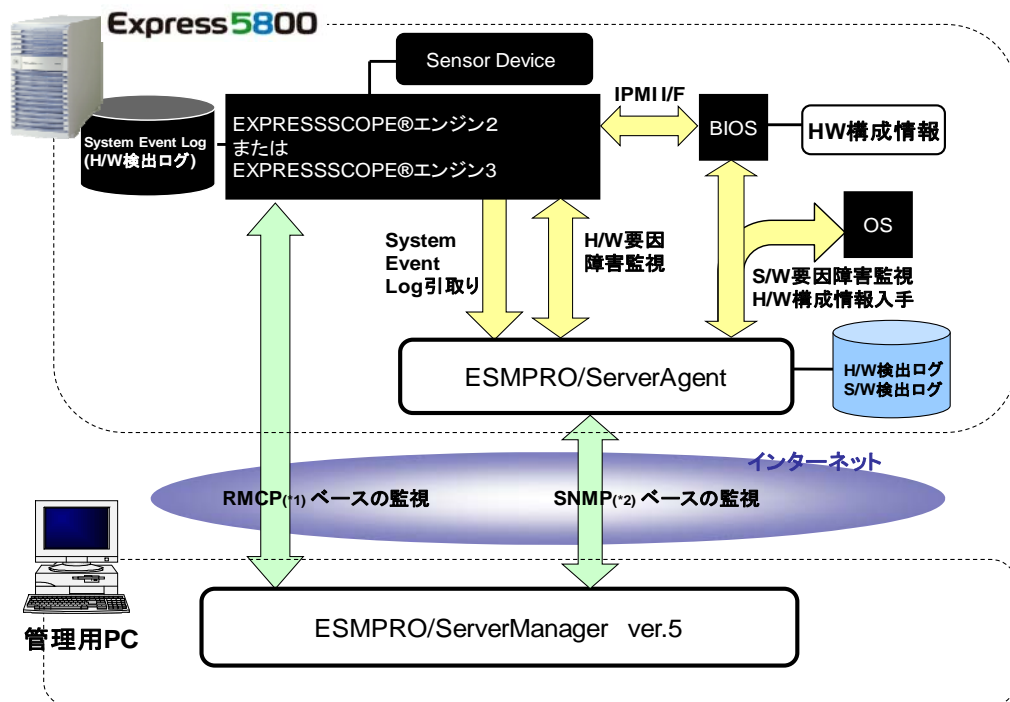 Express5800
Sensor Device
IPMI I/F
System Event Log
(H/W検出ログ)
EXPRESSSCOPE®エンジン2
または
EXPRESSSCOPE®エンジン3
BIOS
HW構成情報
System
Event
Log引取り
H/W要因
障害監視
OS
S/W要因障害監視
H/W構成情報入手
ESMPRO/ServerAgent
H/W検出ログ
S/W検出ログ
インターネット
RMCP(*1) ベースの監視
SNMP(*2) ベースの監視
管理用PC
ESMPRO/ServerManager ver.5